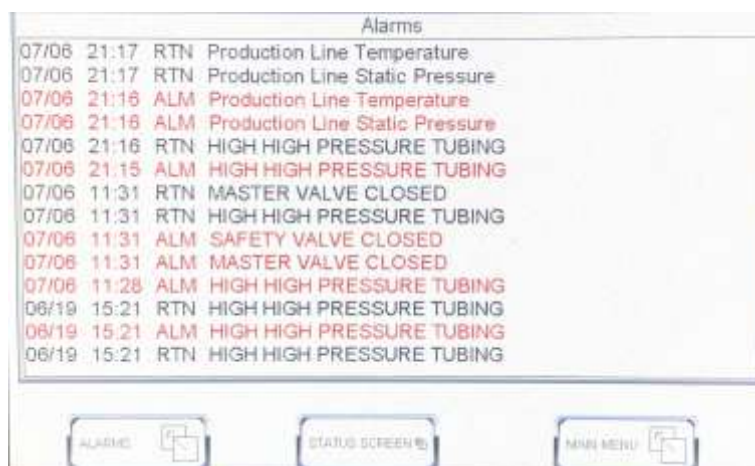 Alarms
07/06 21:17 RTN Production Line Temperature
07/06 21:17 RTN Production Line Static Pressure
07/06 21:16 ALM Production Line Temperature
07/06 21:16 ALM Production Line Static Pressure
07/06 21:16 RTN HIGH HIGH PRESSURE TUBING
07/06 21:15 ALM HIGH HIGH PRESSURE TUBING
07/06 11:31 RTN MASTER VALVE CLOSED
07/06 11:31 RTN HIGH HIGH PRESSURE TUBING
07/06 11:31 ALM SAFETY VALVE CLOSED
07/06 11:31 ALM MASTER VALVE CLOSED
07/06 11:28 ALM HIGH HIGH PRESSURE TUBING
06/19 15:21 RTN HIGH HIGH PRESSURE TUBING
06/19 15:21 ALM HIGH HIGH PRESSURE TUBING
06/19 15:21 RTN HIGH HIGH PRESSURE TUBING
ALARMS
STATUS SCREEN
MAIN MENU